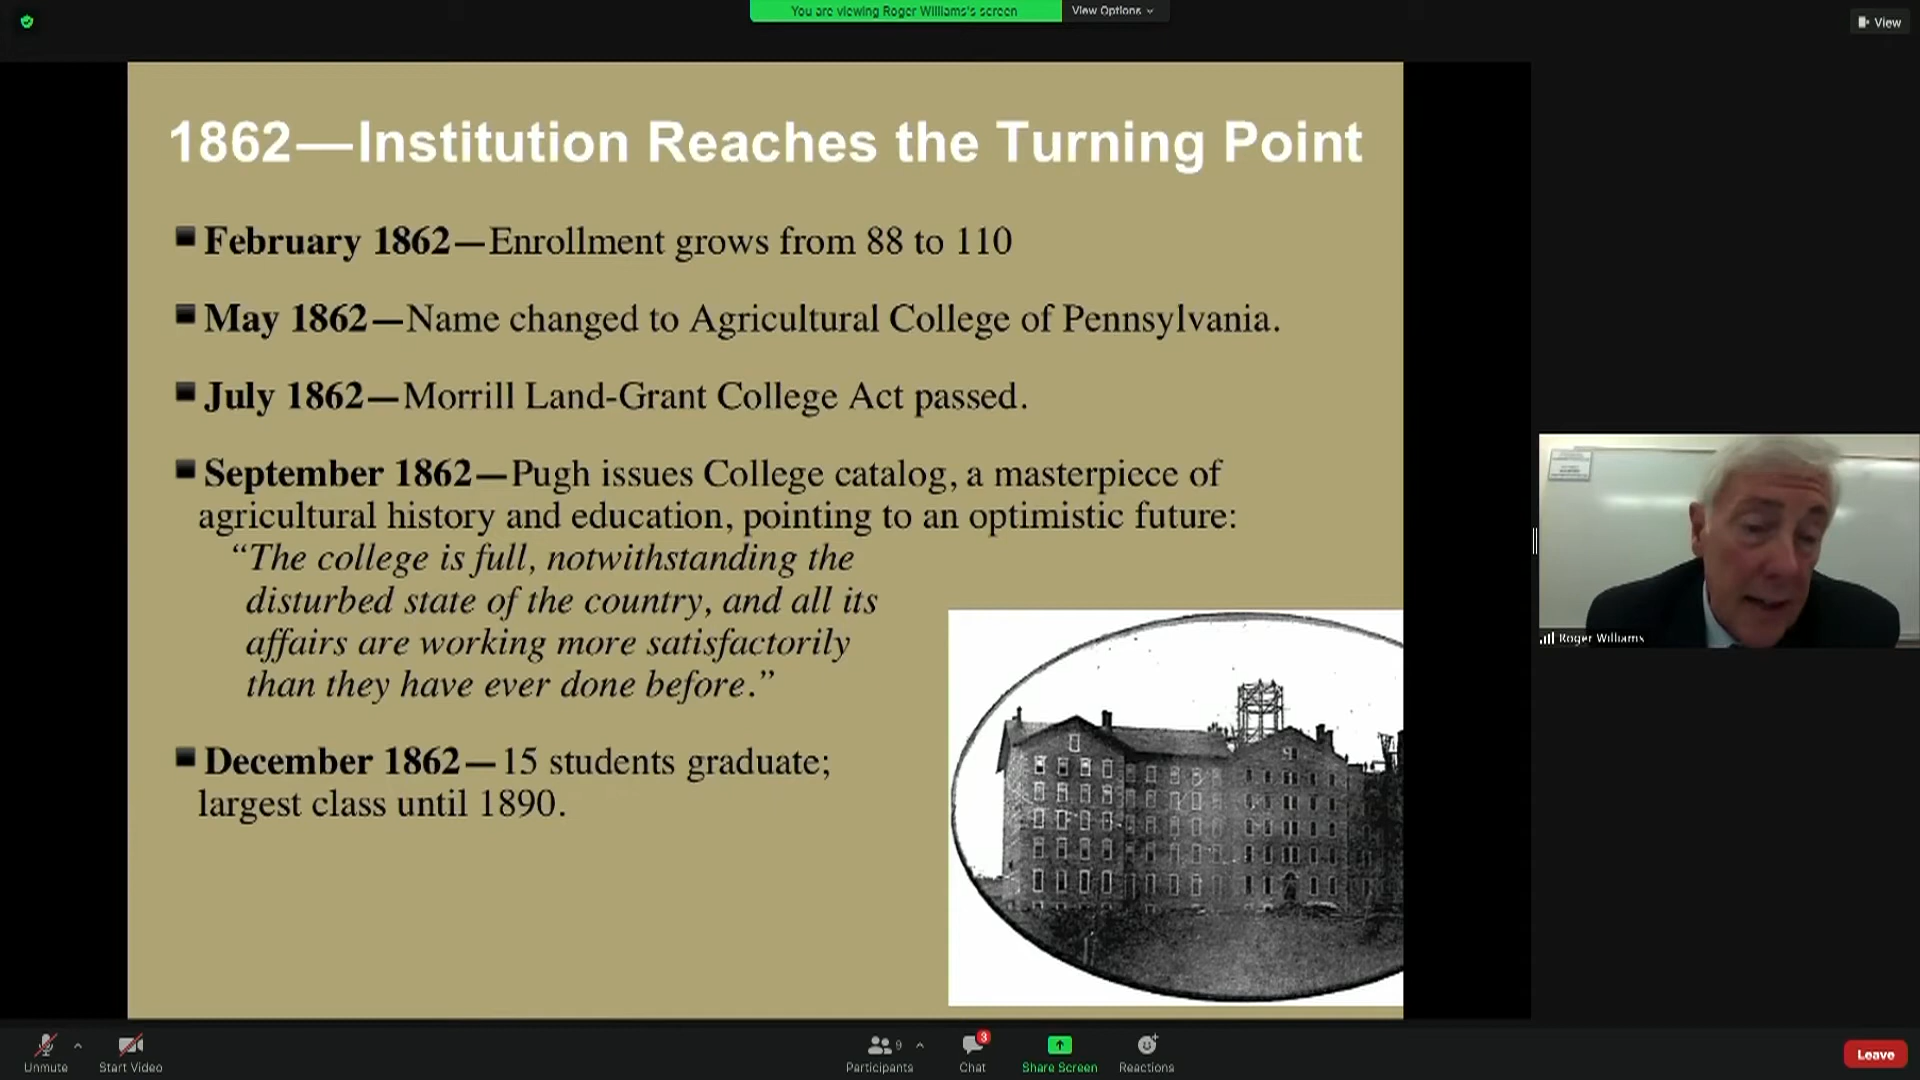 You are viewing Roger Williams's screen
View Options
View
1862—Institution Reaches the Turning Point
February 1862—Enrollment grows from 88 to 110
May 1862—Name changed to Agricultural College of Pennsylvania.
July 1862—Morrill Land-Grant College Act passed.
September 1862—Pugh issues College catalog, a masterpiece of
agricultural history and education, pointing to an optimistic future:
“The college is full, notwithstanding the
disturbed state of the country, and all its
affairs are working more satisfactorily
than they have ever done before.”
December 1862—15 students graduate;
largest class until 1890.
Roger Williams
Unmute
Start Video
Participants
9
Chat
3
Share Screen
Reactions
Leave